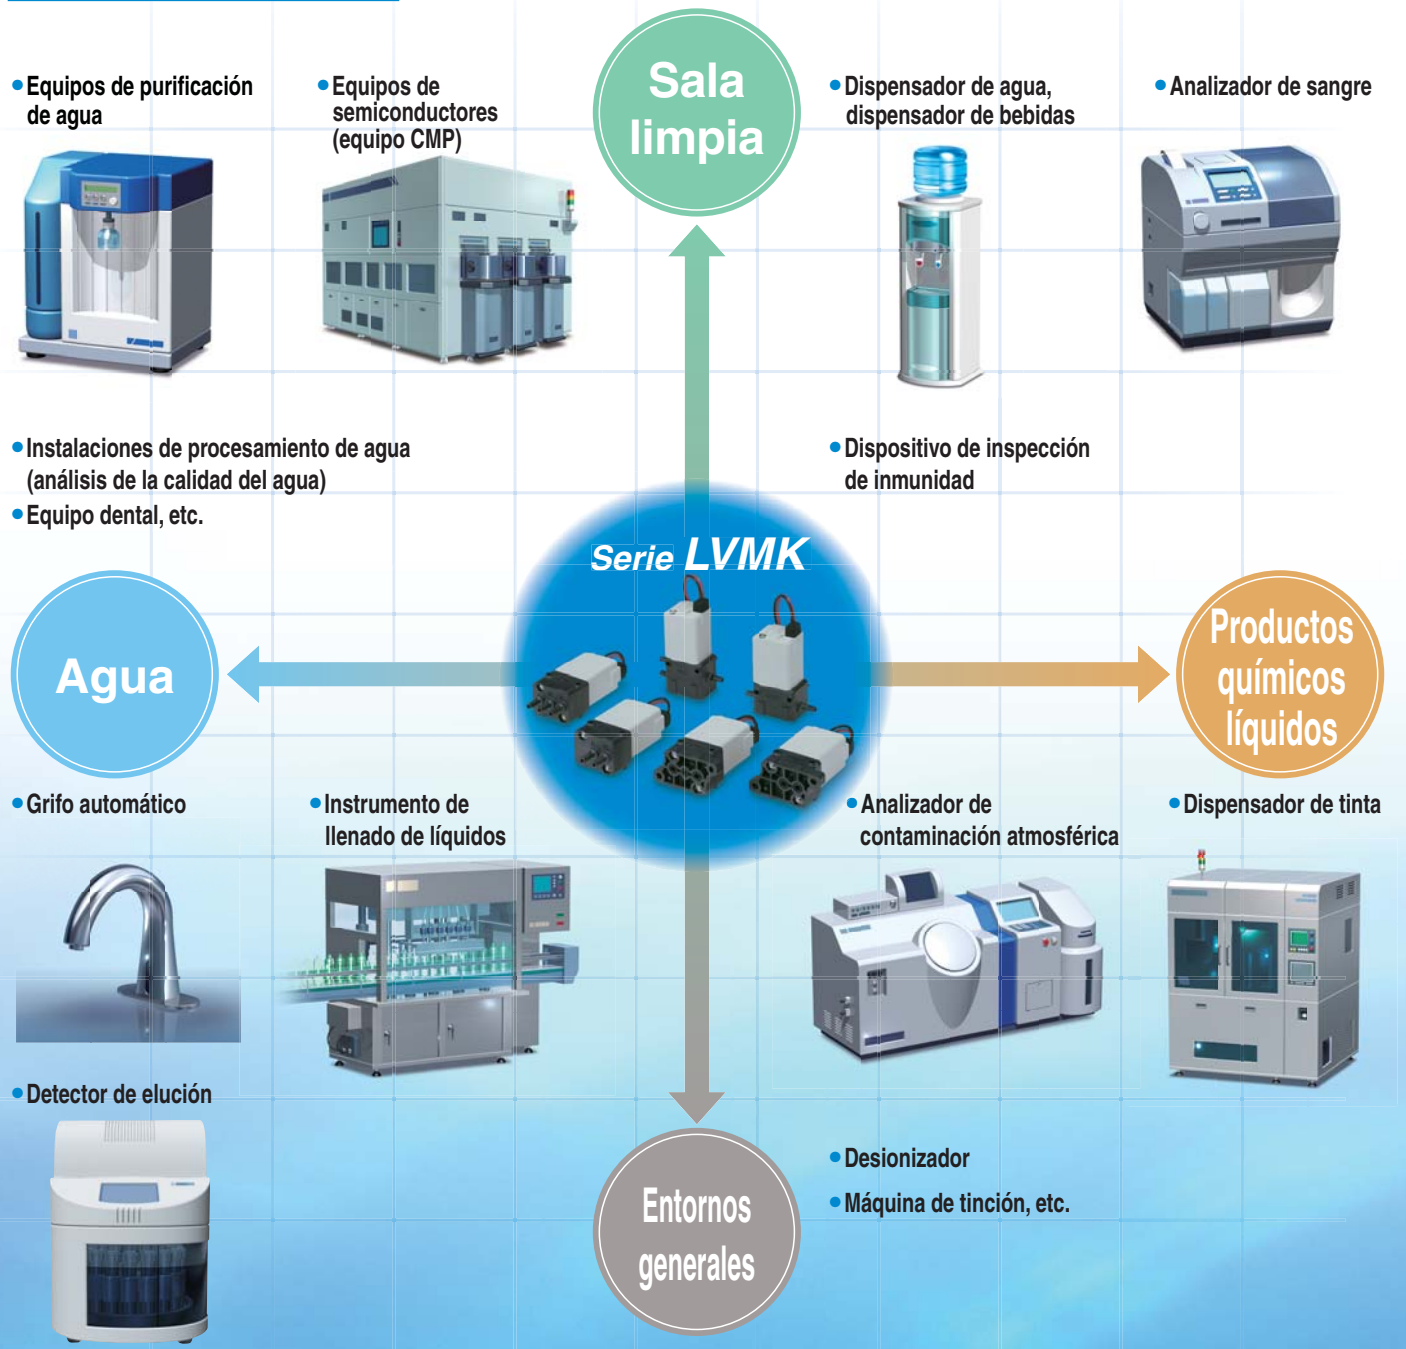 Sala
limpia
• Equipos de purificación
de agua
• Equipos de
semiconductores
(equipo CMP)
• Dispensador de agua,
dispensador de bebidas
• Analizador de sangre
• Instalaciones de procesamiento de agua
(análisis de la calidad del agua)
• Equipo dental, etc.
• Dispositivo de inspección
de inmunidad
Serie LVMK
Agua
Productos
químicos
líquidos
• Grifo automático
• Instrumento de
llenado de líquidos
• Analizador de
contaminación atmosférica
• Dispensador de tinta
• Detector de elución
• Desionizador
• Máquina de tinción, etc.
Entornos
generales